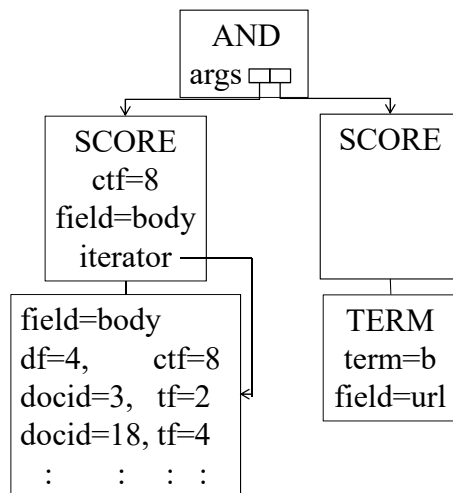 AND
args
SCORE
ctf=8
field=body
iterator
SCORE
field=body
df=4, ctf=8
docid=3, tf=2
docid=18, tf=4
: : : :
TERM
term=b
field=url